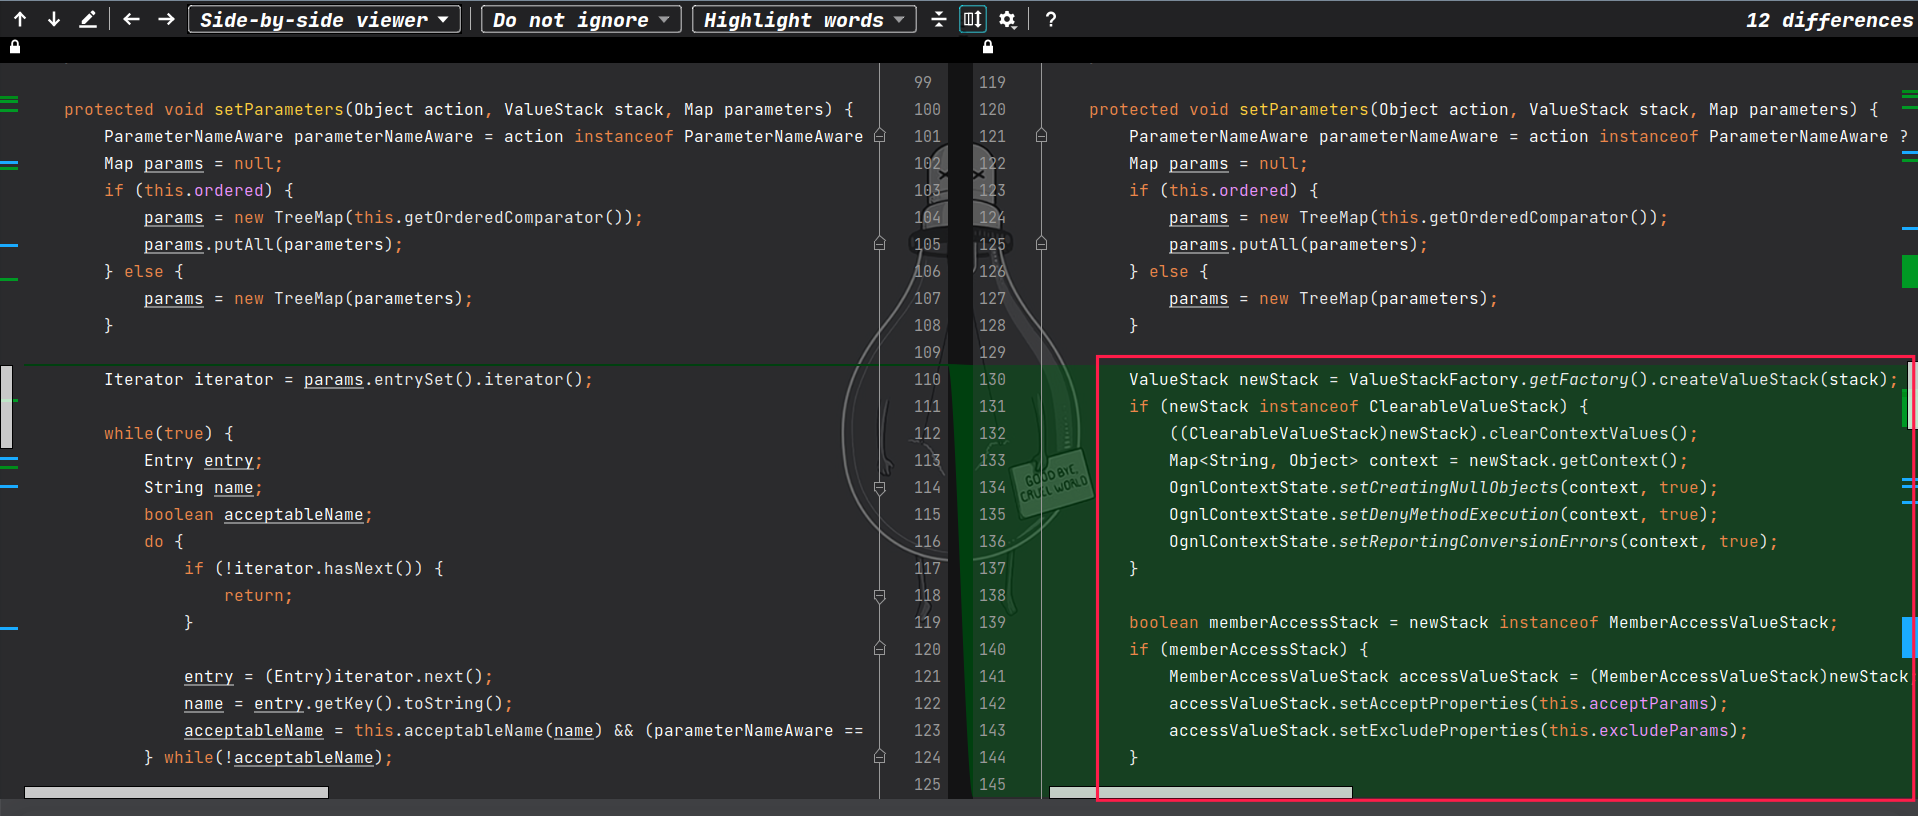 Side-by-side viewer Do not ignore Highlight words ? 12 differences
99
100 protected void setParameters(Object action, ValueStack stack, Map parameters) {
101 ParameterNameAware parameterNameAware = action instanceof ParameterNameAware
102 Map params = null;
103 if (this.ordered) {
104 params = new TreeMap(this.getOrderedComparator());
105 params.putAll(parameters);
106 } else {
107 params = new TreeMap(parameters);
108 }
109
110 Iterator iterator = params.entrySet().iterator();
111
112 while(true) {
113 Entry entry;
114 String name;
115 boolean acceptableName;
116 do {
117 if (!iterator.hasNext()) {
118 return;
119 }
120
121 entry = (Entry)iterator.next();
122 name = entry.getKey().toString();
123 acceptableName = this.acceptableName(name) && (parameterNameAware ==
124 } while(!acceptableName);
125
119
120 protected void setParameters(Object action, ValueStack stack, Map parameters) {
121 ParameterNameAware parameterNameAware = action instanceof ParameterNameAware ?
122 Map params = null;
123 if (this.ordered) {
124 params = new TreeMap(this.getOrderedComparator());
125 params.putAll(parameters);
126 } else {
127 params = new TreeMap(parameters);
128 }
129
130 ValueStack newStack = ValueStackFactory.getFactory().createValueStack(stack);
131 if (newStack instanceof ClearableValueStack) {
132 ((ClearableValueStack)newStack).clearContextValues();
133 Map<String, Object> context = newStack.getContext();
134 OgnlContextState.setCreatingNullObjects(context, true);
135 OgnlContextState.setDenyMethodExecution(context, true);
136 OgnlContextState.setReportingConversionErrors(context, true);
137 }
138
139 boolean memberAccessStack = newStack instanceof MemberAccessValueStack;
140 if (memberAccessStack) {
141 MemberAccessValueStack accessValueStack = (MemberAccessValueStack)newStack
142 accessValueStack.setAcceptProperties(this.acceptParams);
143 accessValueStack.setExcludeProperties(this.excludeParams);
144 }
145
GOOD BYE,
CRUEL WORLD